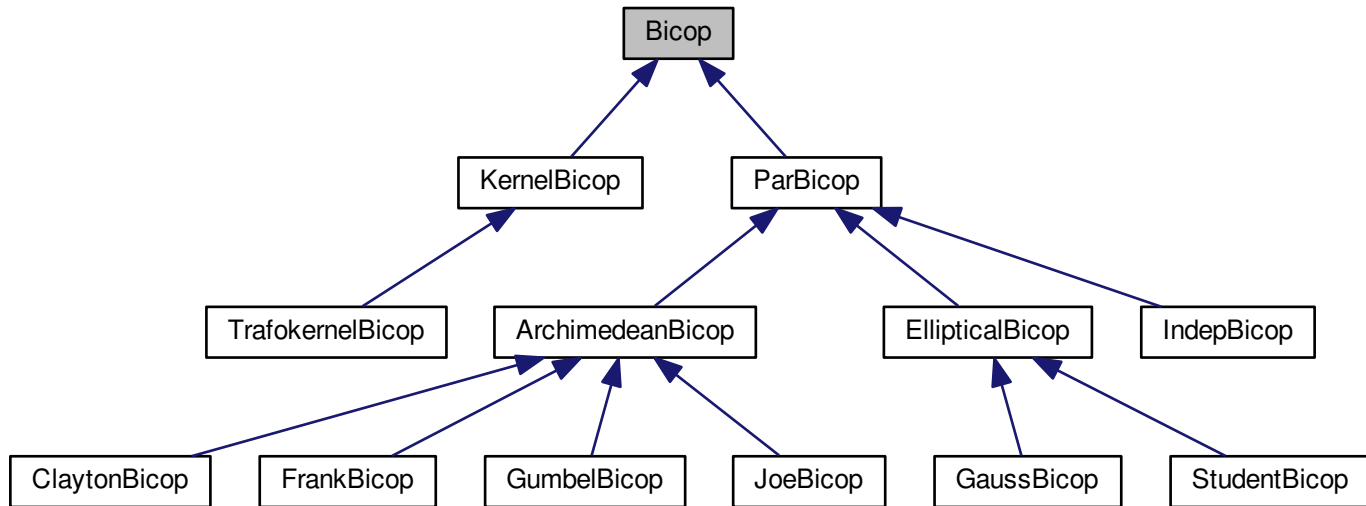 Bicop
KernelBicop
ParBicop
TrafokernelBicop
ArchimedeanBicop
EllipticalBicop
IndepBicop
ClaytonBicop
FrankBicop
GumbelBicop
JoeBicop
GaussBicop
StudentBicop